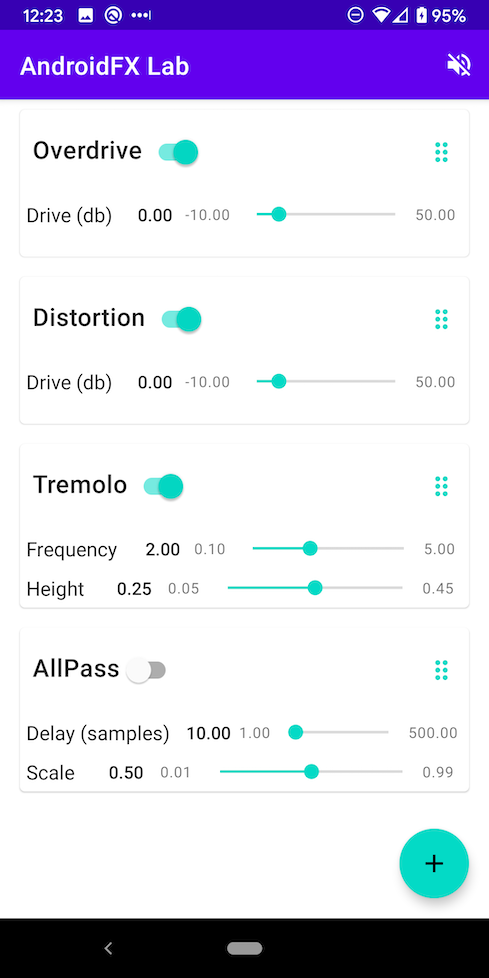 12:23 95%
AndroidFX Lab
Overdrive
Drive (db) 0.00 -10.00 50.00
Distortion
Drive (db) 0.00 -10.00 50.00
Tremolo
Frequency 2.00 0.10 5.00
Height 0.25 0.05 0.45
AllPass
Delay (samples) 10.00 1.00 500.00
Scale 0.50 0.01 0.99
+